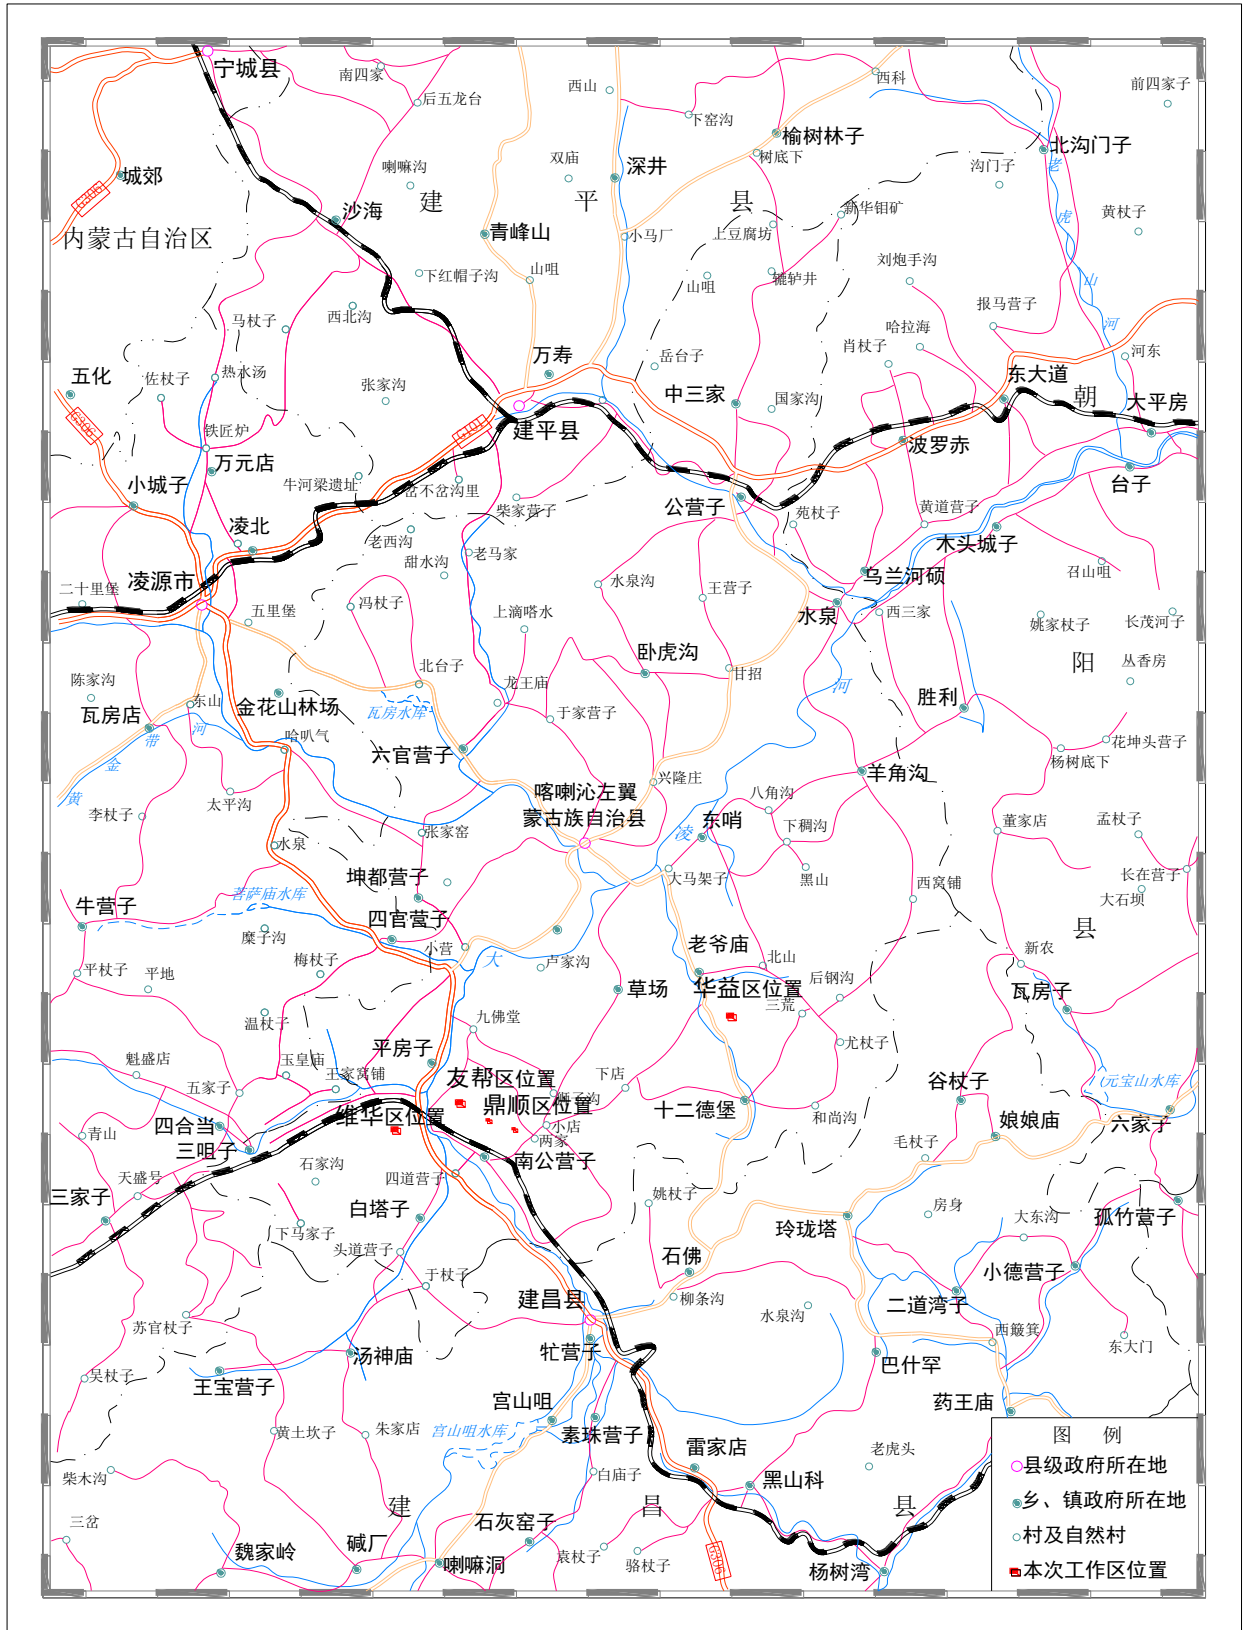 宁城县
南四家
后五龙台
西山
西科
下窑沟
前四家子
榆树林子
北沟门子
树底下
城郊
G306
喇嘛沟
双庙
深井
沟门子
老
虎
山
河
建
平
县
沙海
新华钼矿
黄杖子
内蒙古自治区
青峰山
小马厂
上豆腐坊
下红帽子沟
山咀
山咀
辘轳井
刘炮手沟
西北沟
马杖子
报马营子
哈拉海
岳台子
肖杖子
河东
万寿
五化
佐杖子
热水汤
张家沟
中三家
国家沟
东大道
朝
大平房
G306
G101
建平县
铁匠炉
波罗赤
万元店
牛河梁遗址
岔不岔沟里
台子
小城子
柴家营子
公营子
苑杖子
黄道营子
凌北
老西沟
老马家
木头城子
甜水沟
召山咀
二十里堡
凌源市
冯杖子
水泉沟
王营子
乌兰河硕
五里堡
上滴嗒水
水泉
西三家
姚家杖子
长茂河子
卧虎沟
阳
北台子
甘招
陈家沟
龙王庙
河
丛香房
东山
金花山林场
瓦房水库
于家营子
胜利
瓦房店
带
河
哈叭气
六官营子
花坤头营子
杨树底下
金
黄
喀喇沁左翼
兴隆庄
羊角沟
太平沟
八角沟
李杖子
蒙古族自治县
东哨
凌
张家窑
下稠沟
董家店
孟杖子
水泉
坤都营子
大马架子
黑山
西窝铺
长在营子
菩萨庙水库
大石坝
牛营子
四官营子
县
糜子沟
小营
大
老爷庙
新农
平杖子
平地
梅杖子
卢家沟
北山
草场
华益区位置
后钢沟
瓦房子
温杖子
九佛堂
三荒
魁盛店
玉皇庙
平房子
尤杖子
五家子
王家窝铺
友帮区位置
下店
狮子沟
谷杖子
元宝山水库
鼎顺区位置
十二德堡
维华区位置
和尚沟
四合当
小店
娘娘庙
六家子
青山
三咀子
两家
毛杖子
石家沟
四道营子
南公营子
天盛号
三家子
姚杖子
白塔子
玲珑塔
房身
孤竹营子
下马家子
大东沟
头道营子
石佛
小德营子
于杖子
建昌县
柳条沟
水泉沟
二道湾子
苏官杖子
西簸箕
东大门
汤神庙
牤营子
巴什罕
吴杖子
王宝营子
药王庙
宫山咀
黄土坎子
朱家店
宫山咀水库
素珠营子
雷家店
老虎头
柴木沟
白庙子
黑山科
建
昌
县
三岔
石灰窑子
魏家岭
碱厂
喇嘛洞
袁杖子
骆杖子
G306
杨树湾
图 例
县级政府所在地
乡、镇政府所在地
村及自然村
本次工作区位置